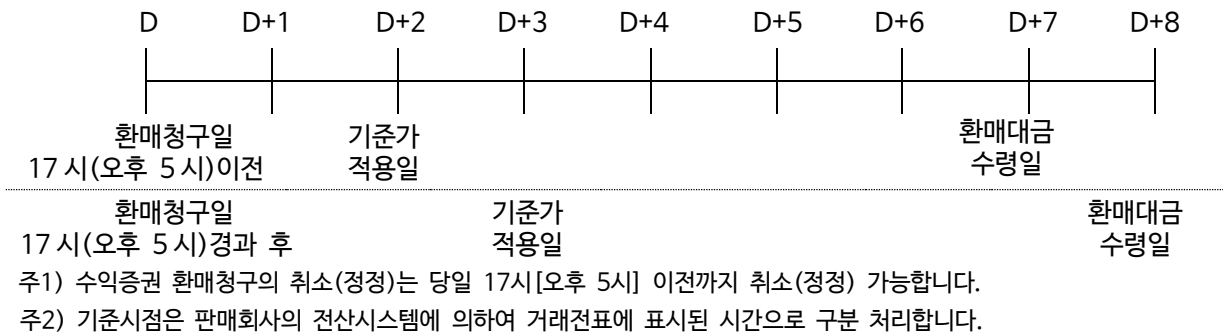 D D+1 D+2 D+3 D+4 D+5 D+6 D+7 D+8
환매청구일 기준가 환매대금
17 시(오후 5 시)이전 적용일 수령일
환매청구일 기준가 환매대금
17 시(오후 5 시)경과 후 적용일 수령일
주1) 수익증권 환매청구의 취소(정정)는 당일 17시[오후 5시] 이전까지 취소(정정) 가능합니다.
주2) 기준시점은 판매회사의 전산시스템에 의하여 거래전표에 표시된 시간으로 구분 처리합니다.